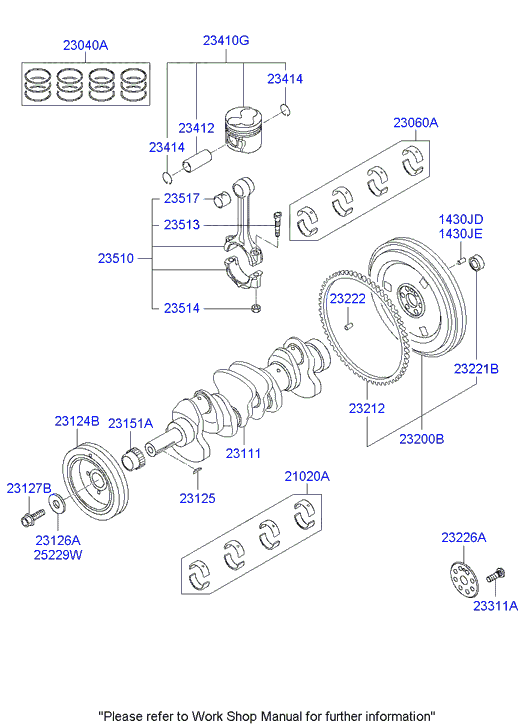 23040A
23410G
23414
23412
23414
23060A
23517
23513
23510
23514
1430JD
1430JE
23222
23221B
23212
23200B
23124B
23151A
23111
23127B
23125
21020A
23126A
25229W
23226A
23311A
"Please refer to Work Shop Manual for further information"